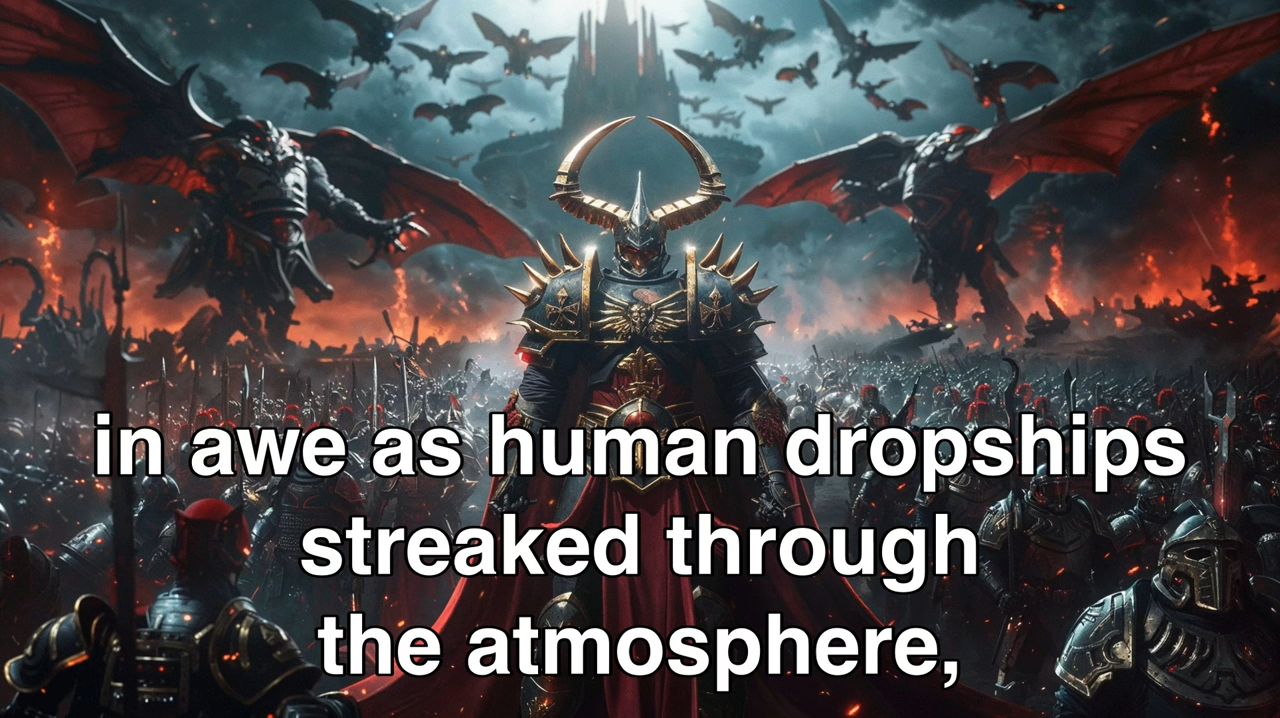 in awe as human dropships
streaked through
the atmosphere,